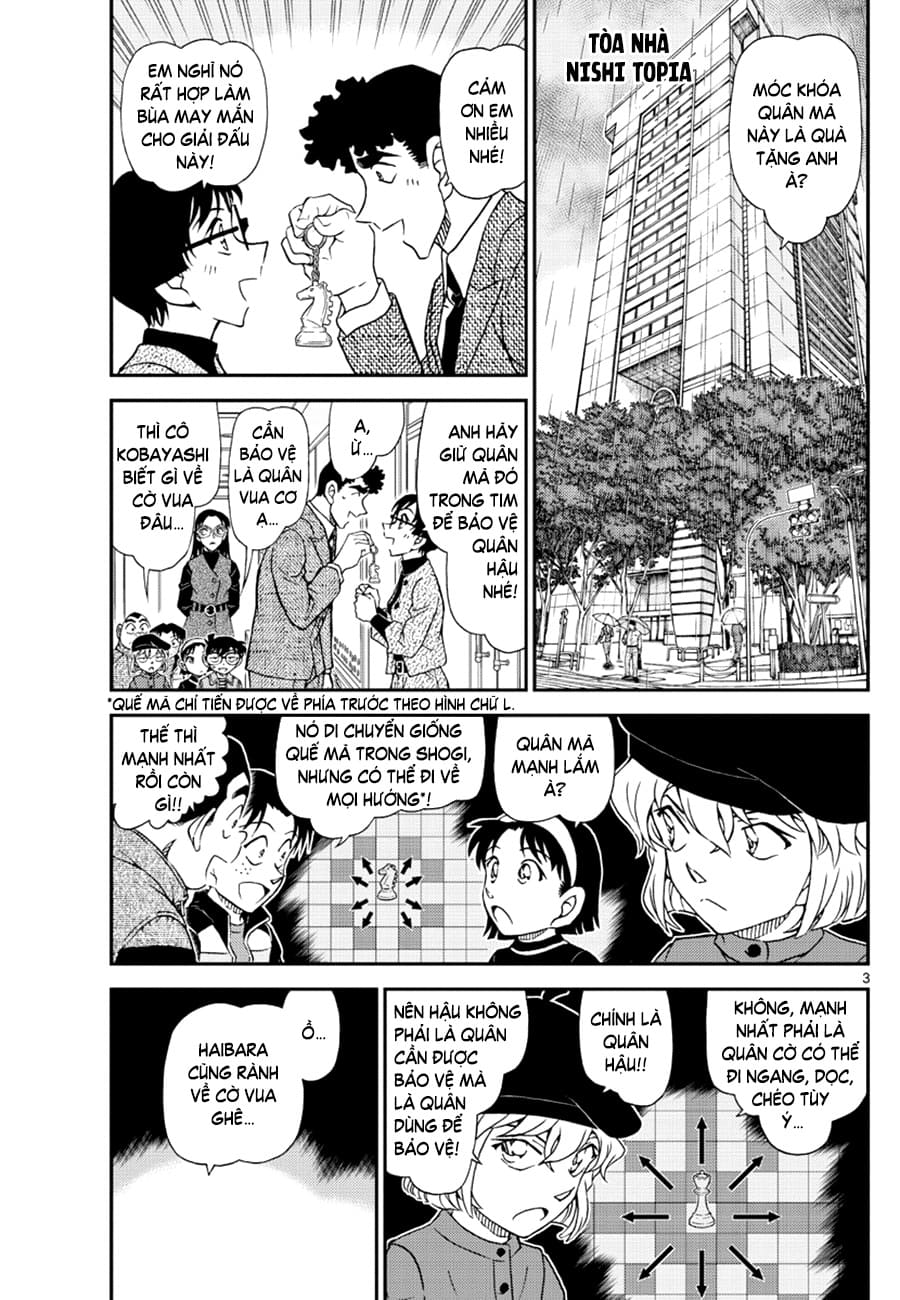 TÒA NHÀ
NISHI TOPIA
MÓC KHÓA
QUÂN MÃ
NÀY LÀ QUÀ
TẶNG ANH
À?
CẢM
ƠN EM
NHIỀU
NHÉ!
EM NGHĨ NÓ
RẤT HỢP LÀM
BÙA MAY MẮN
CHO GIẢI ĐẤU
NÀY!
ANH HÃY
GIỮ QUÂN
MÃ ĐÓ
TRONG TIM
ĐỂ BẢO VỆ
QUÂN
HẬU
NHÉ!
A,
Ừ...
CẦN
BẢO VỆ
LÀ QUÂN
VUA CƠ
Ạ...
THÌ CÔ
KOBAYASHI
BIẾT GÌ VỀ
CỜ VUA
ĐÂU...
*QUẾ MÃ CHỈ TIẾN ĐƯỢC VỀ PHÍA TRƯỚC THEO HÌNH CHỮ L.
QUÂN MÃ
MẠNH LẮM
À?
NÓ DI CHUYỂN GIỐNG
QUẾ MÃ TRONG SHOGI,
NHƯNG CÓ THỂ ĐI VỀ
MỌI HƯỚNG*!
THẾ THÌ
MẠNH NHẤT
RỒI CÒN
GÌ!!
3
KHÔNG, MẠNH
NHẤT PHẢI LÀ
QUÂN CỜ CÓ THỂ
ĐI NGANG, DỌC,
CHÉO TÙY
Ý...
CHÍNH LÀ
QUÂN
HẬU!!
NÊN HẬU KHÔNG
PHẢI LÀ QUÂN
CẦN ĐƯỢC
BẢO VỆ MÀ
LÀ QUÂN
DÙNG ĐỂ
BẢO VỆ!
Ồ...
HAIBARA
CŨNG RÀNH
VỀ CỜ VUA
GHÊ...